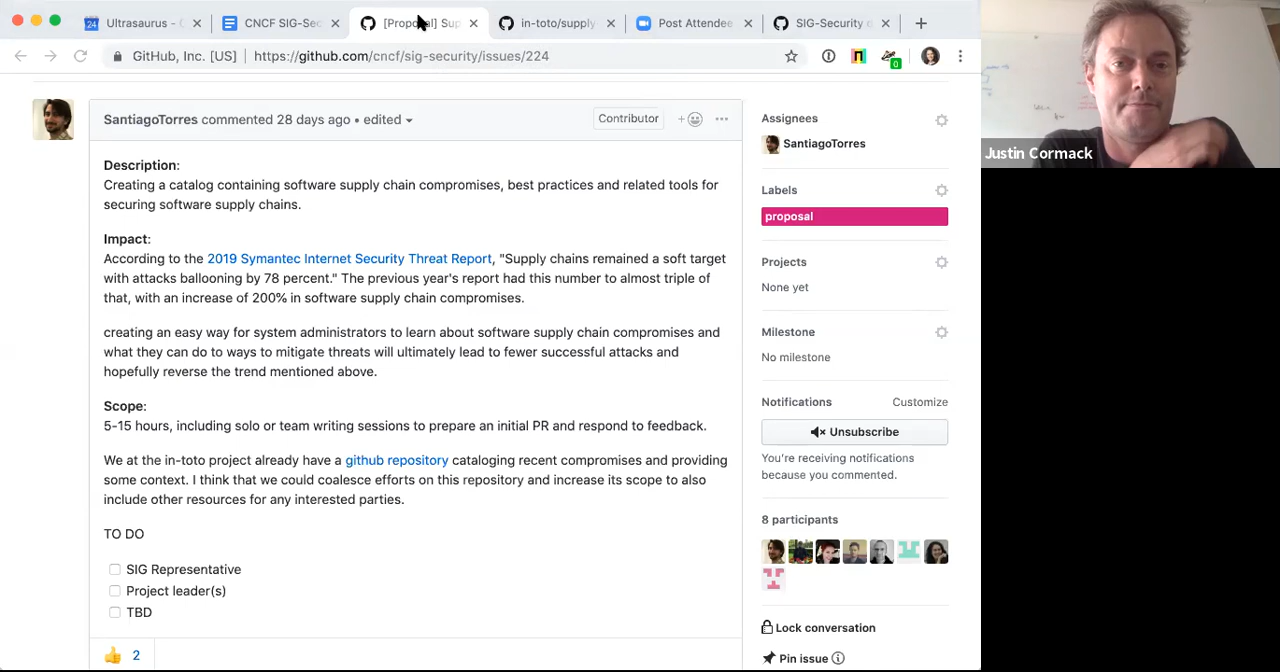 Ultrasaurus - 
CNCF SIG-Sec
[Proposal] Sup
in-toto/supply
Post Attendee
SIG-Security
GitHub, Inc. [US] | https://github.com/cncf/sig-security/issues/224
SantiagoTorres commented 28 days ago • edited
Contributor
Description:
Creating a catalog containing software supply chain compromises, best practices and related tools for
securing software supply chains.
Impact:
According to the 2019 Symantec Internet Security Threat Report, "Supply chains remained a soft target
with attacks ballooning by 78 percent." The previous year's report had this number to almost triple of
that, with an increase of 200% in software supply chain compromises.
creating an easy way for system administrators to learn about software supply chain compromises and
what they can do to ways to mitigate threats will ultimately lead to fewer successful attacks and
hopefully reverse the trend mentioned above.
Scope:
5-15 hours, including solo or team writing sessions to prepare an initial PR and respond to feedback.
We at the in-toto project already have a github repository cataloging recent compromises and providing
some context. I think that we could coalesce efforts on this repository and increase its scope to also
include other resources for any interested parties.
TO DO
SIG Representative
Project leader(s)
TBD
2
Assignees
SantiagoTorres
Labels
proposal
Projects
None yet
Milestone
No milestone
Notifications
Customize
Unsubscribe
You're receiving notifications
because you commented.
8 participants
Lock conversation
Pin issue
Justin Cormack